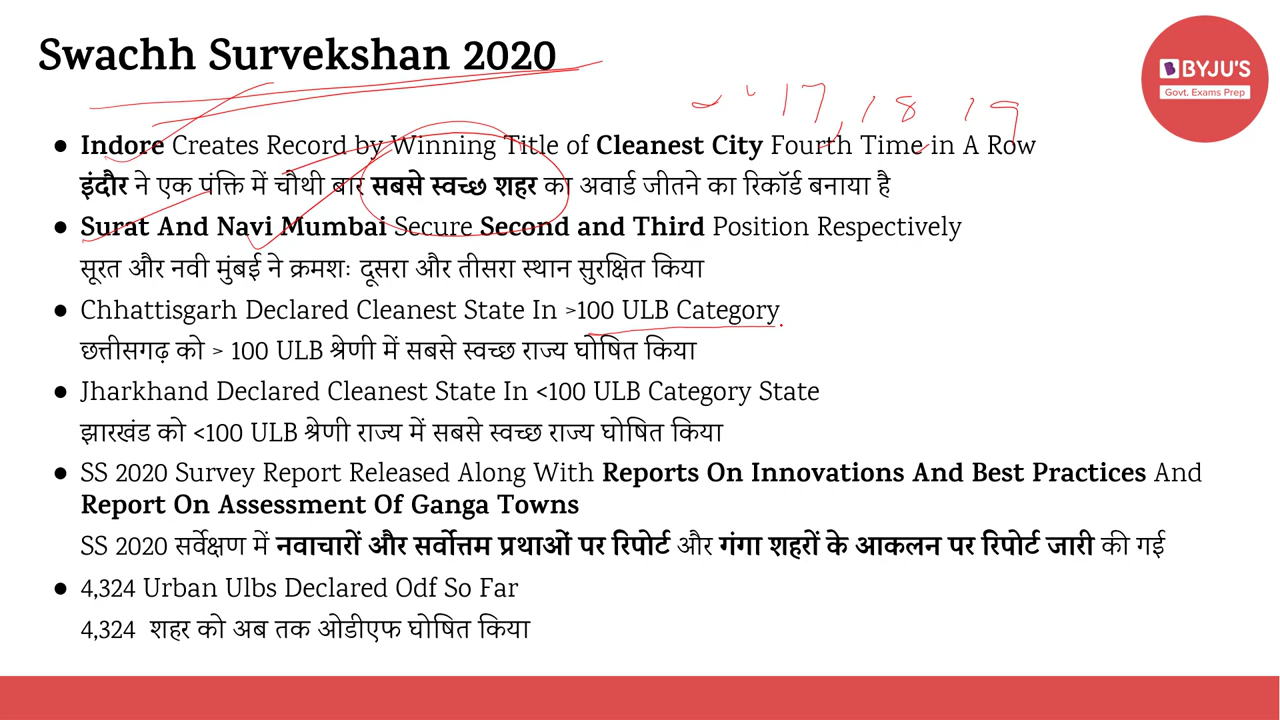 Swachh Survekshan 2020
BYJU'S
Govt. Exams Prep
17, 18 19
● Indore Creates Record by Winning Title of Cleanest City Fourth Time in A Row
इंदौर ने एक पंक्ति में चौथी बार सबसे स्वच्छ शहर का अवार्ड जीतने का रिकॉर्ड बनाया है
● Surat And Navi Mumbai Secure Second and Third Position Respectively
सूरत और नवी मुंबई ने क्रमशः दूसरा और तीसरा स्थान सुरक्षित किया
● Chhattisgarh Declared Cleanest State In >100 ULB Category
छत्तीसगढ़ को > 100 ULB श्रेणी में सबसे स्वच्छ राज्य घोषित किया
● Jharkhand Declared Cleanest State In <100 ULB Category State
झारखंड को <100 ULB श्रेणी राज्य में सबसे स्वच्छ राज्य घोषित किया
● SS 2020 Survey Report Released Along With Reports On Innovations And Best Practices And
Report On Assessment Of Ganga Towns
SS 2020 सर्वेक्षण में नवाचारों और सर्वोत्तम प्रथाओं पर रिपोर्ट और गंगा शहरों के आकलन पर रिपोर्ट जारी की गई
● 4,324 Urban Ulbs Declared Odf So Far
4,324 शहर को अब तक ओडीएफ घोषित किया